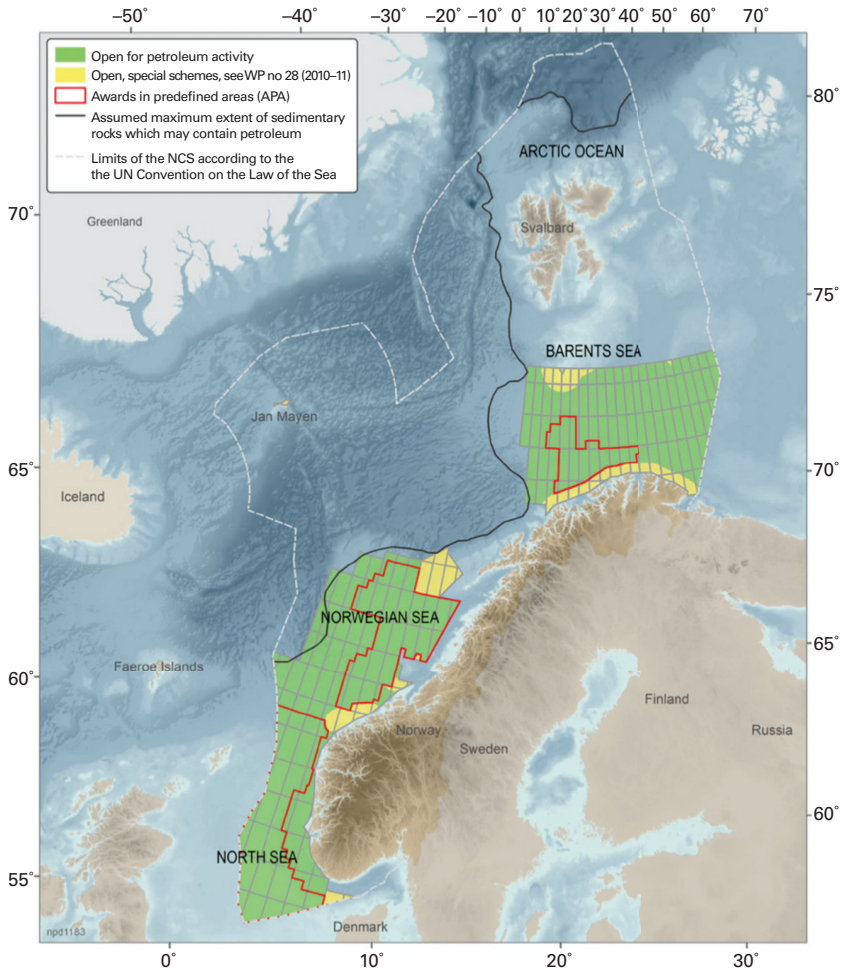 −50° −40° −30° −20° −10° 0° 10° 20° 30° 40° 50° 60° 70°
Open for petroleum activity
Open, special schemes, see WP no 28 (2010–11)
Awards in predefined areas (APA)
Assumed maximum extent of sedimentary
rocks which may contain petroleum
Limits of the NCS according to the
the UN Convention on the Law of the Sea
80°
ARCTIC OCEAN
70°
Greenland
Svalbard
75°
BARENTS SEA
Jan Mayen
65°
70°
Iceland
NORWEGIAN SEA
65°
Faeroe Islands
60°
Finland
Norway
Russia
Sweden
60°
NORTH SEA
55°
Denmark
npd1183
0° 10° 20° 30°